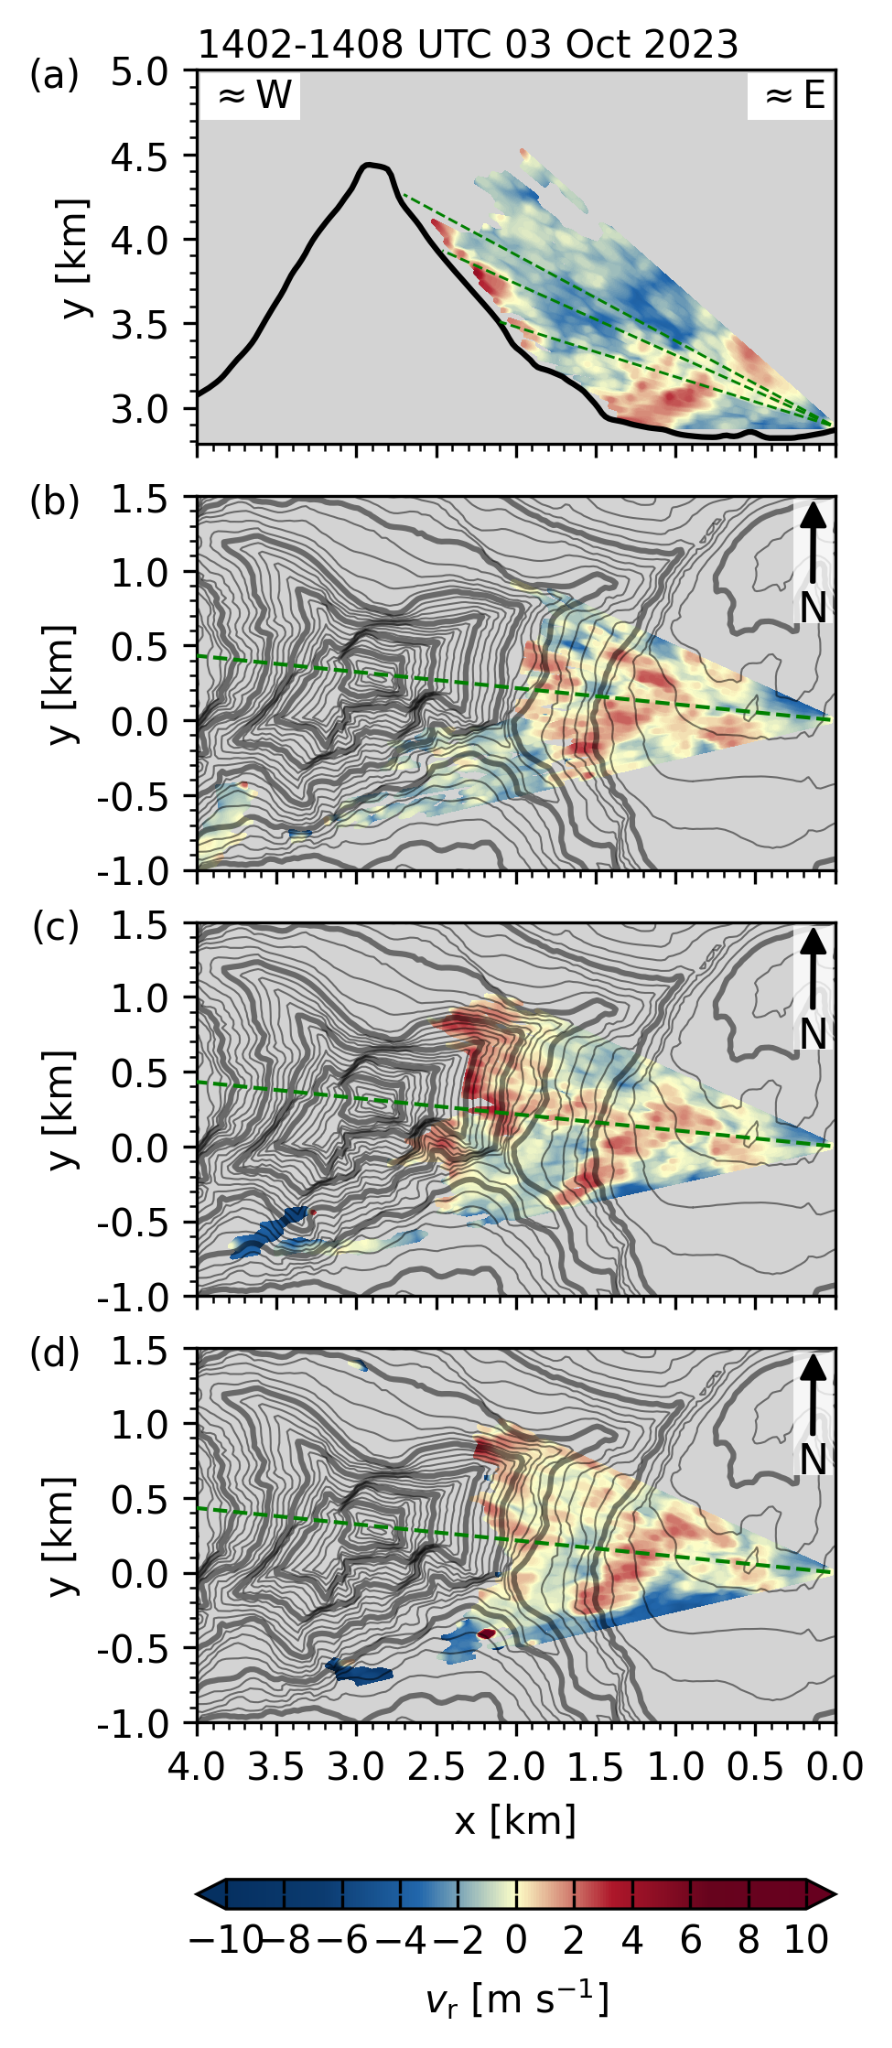 1402-1408 UTC 03 Oct 2023
(a)
≈ W
≈ E
5.0
4.5
4.0
3.5
3.0
y [km]
(b)
N
1.5
1.0
0.5
0.0
-0.5
-1.0
y [km]
(c)
N
1.5
1.0
0.5
0.0
-0.5
-1.0
y [km]
(d)
N
1.5
1.0
0.5
0.0
-0.5
-1.0
y [km]
4.0 3.5 3.0 2.5 2.0 1.5 1.0 0.5 0.0
x [km]
−10 −8 −6 −4 −2 0 2 4 6 8 10
vr [m s−1]